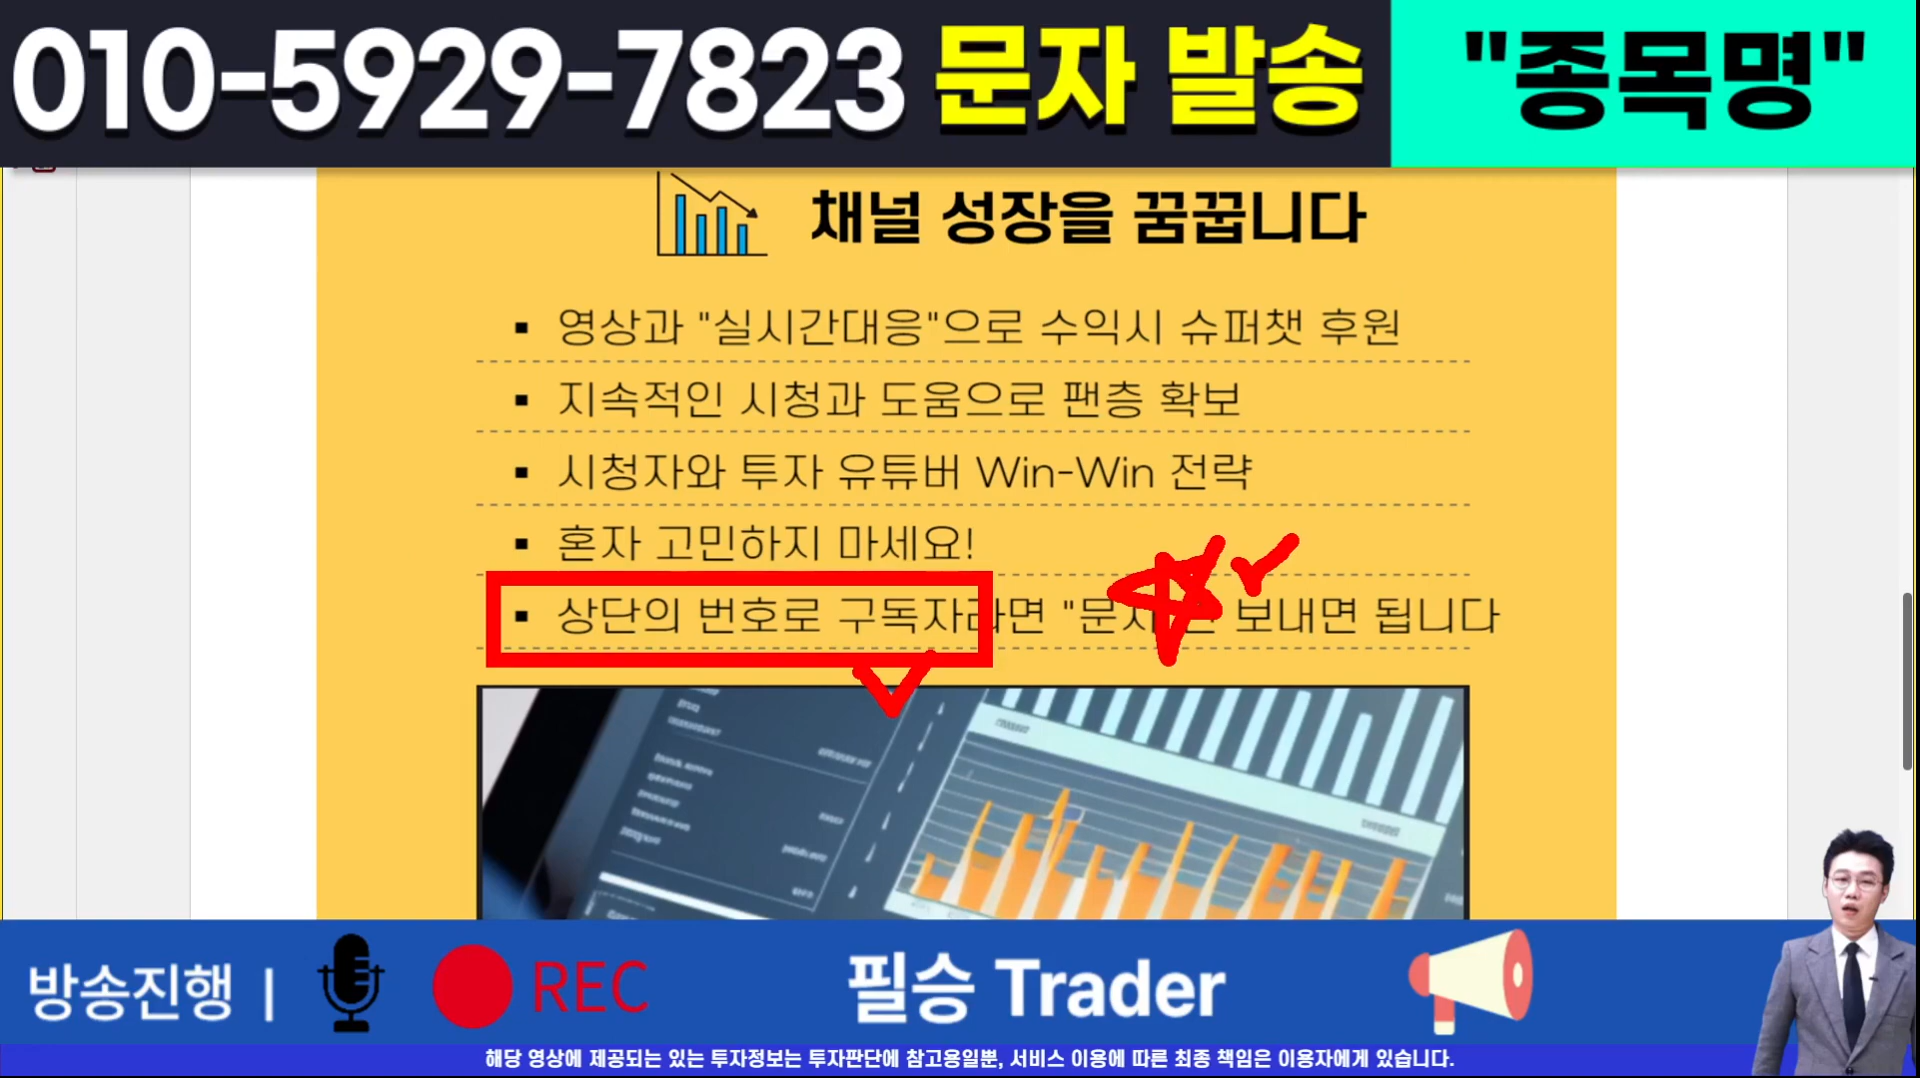 010-5929-7823 문자 발송 "종목명"
채널 성장을 꿈꿉니다
▪ 영상과 "실시간대응"으로 수익시 슈퍼챗 후원
▪ 지속적인 시청과 도움으로 팬층 확보
▪ 시청자와 투자 유튜버 Win-Win 전략
▪ 혼자 고민하지 마세요!
▪ 상단의 번호로 구독자라면 "문자 보내면 됩니다
방송진행 | REC 필승 Trader
해당 영상에 제공되는 있는 투자정보는 투자판단에 참고용일뿐, 서비스 이용에 따른 최종 책임은 이용자에게 있습니다.